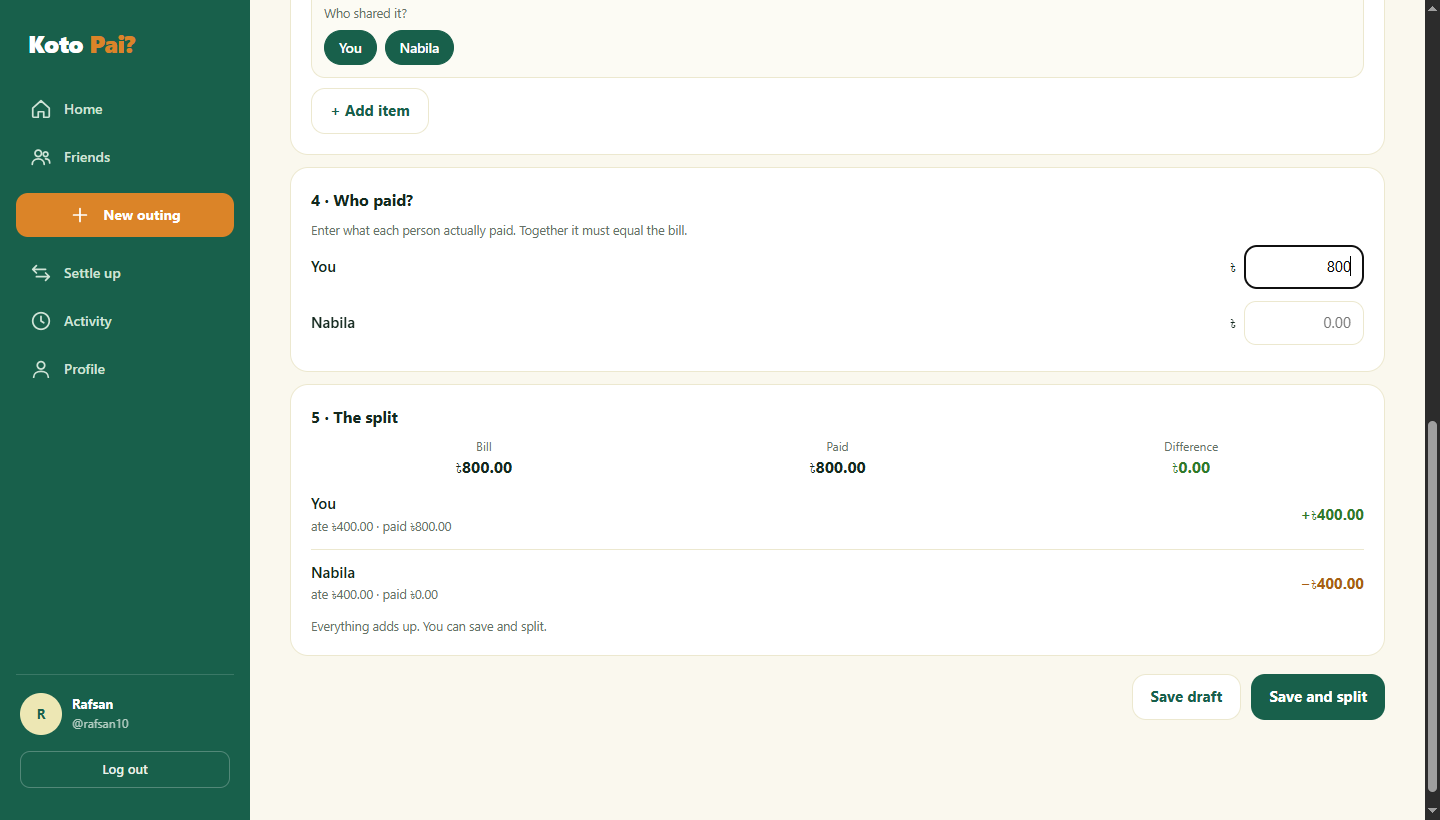 Koto Pai?
Home
Friends
+ New outing
Settle up
Activity
Profile
R
Rafsan
@rafsan10
Log out
Who shared it?
You
Nabila
+ Add item
4 · Who paid?
Enter what each person actually paid. Together it must equal the bill.
You ৳ 800
Nabila ৳ 0.00
5 · The split
Bill Paid Difference
৳800.00 ৳800.00 ৳0.00
You
ate ৳400.00 · paid ৳800.00
+৳400.00
Nabila
ate ৳400.00 · paid ৳0.00
−৳400.00
Everything adds up. You can save and split.
Save draft Save and split